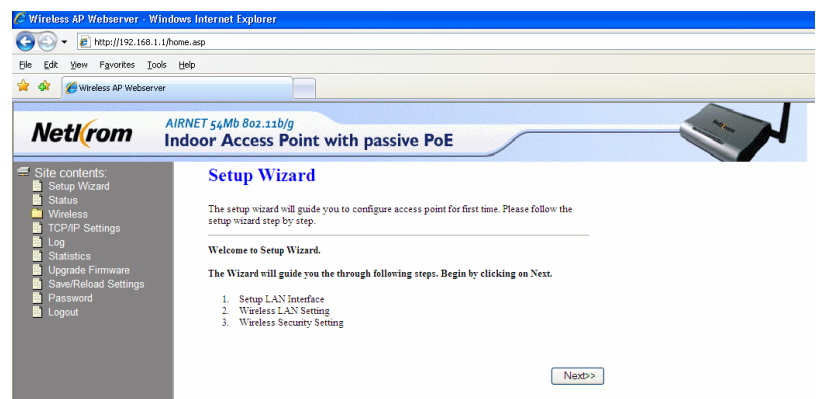 Wireless AP Webserver - Windows Internet Explorer
http://192.168.1.1/home.asp
File Edit View Favorites Tools Help
Wireless AP Webserver
Netkrom
AIRNET 54Mb 802.11b/g
Indoor Access Point with passive PoE
Site contents:
Setup Wizard
Status
Wireless
TCP/IP Settings
Log
Statistics
Upgrade Firmware
Save/Reload Settings
Password
Logout
Setup Wizard
The setup wizard will guide you to configure access point for first time. Please follow the
setup wizard step by step.
Welcome to Setup Wizard.
The Wizard will guide you the through following steps. Begin by clicking on Next.
1. Setup LAN Interface
2. Wireless LAN Setting
3. Wireless Security Setting
Next>>